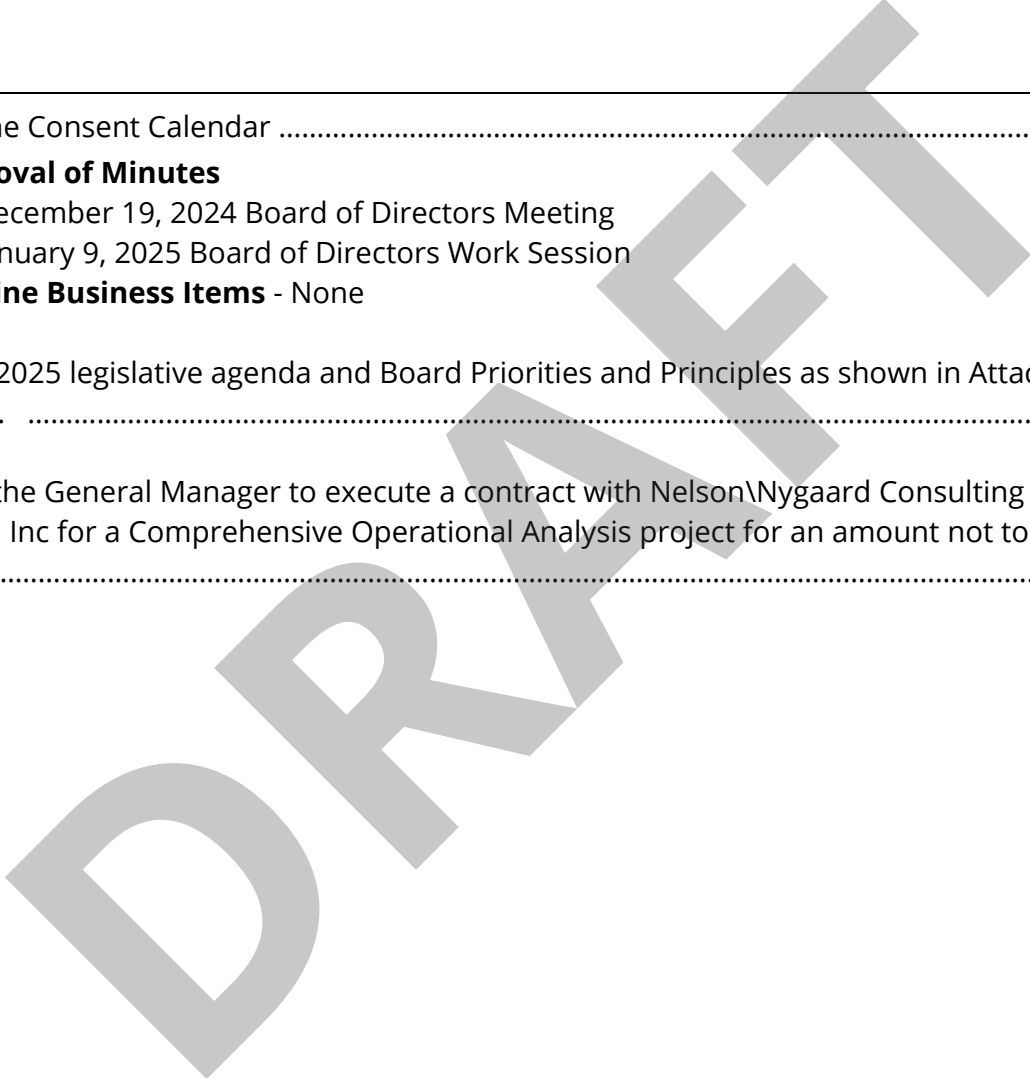 ne Consent Calendar ................................................................................................
oval of Minutes
ecember 19, 2024 Board of Directors Meeting
nuary 9, 2025 Board of Directors Work Session
ine Business Items - None
2025 legislative agenda and Board Priorities and Principles as shown in Attac
. ................................................................................................
the General Manager to execute a contract with Nelson\Nygaard Consulting
Inc for a Comprehensive Operational Analysis project for an amount not to
................................................................................................
DRAFT